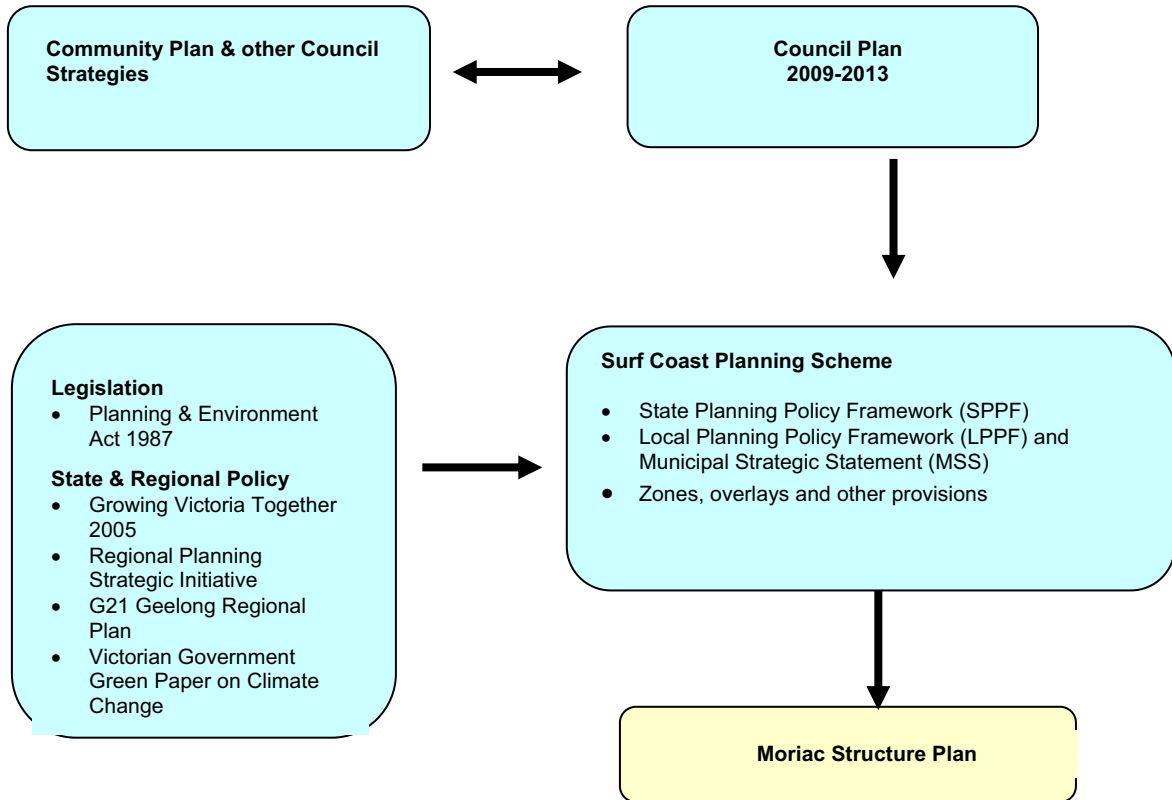 Community Plan & other Council
Strategies
Council Plan
2009-2013
Legislation
• Planning & Environment
Act 1987
State & Regional Policy
• Growing Victoria Together
2005
• Regional Planning
Strategic Initiative
• G21 Geelong Regional
Plan
• Victorian Government
Green Paper on Climate
Change
Surf Coast Planning Scheme
• State Planning Policy Framework (SPPF)
• Local Planning Policy Framework (LPPF) and
Municipal Strategic Statement (MSS)
• Zones, overlays and other provisions
Moriac Structure Plan